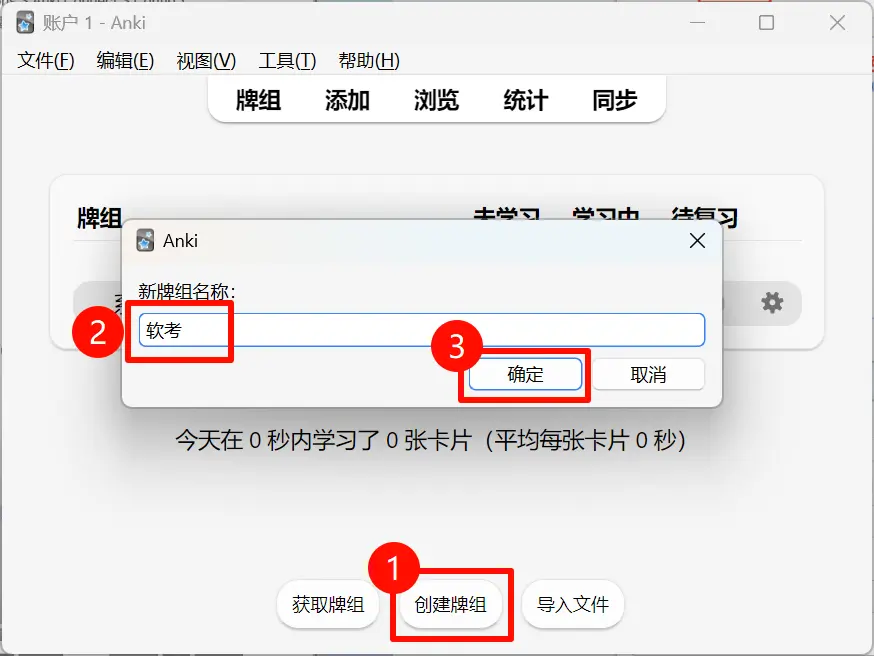 账户 1 - Anki
文件(F) 编辑(E) 视图(V) 工具(T) 帮助(H)
牌组 添加 浏览 统计 同步
牌组 未学习 学习中 待复习
Anki
新牌组名称:
2
软考
3
确定 取消
今天在 0 秒内学习了 0 张卡片（平均每张卡片 0 秒）
1
获取牌组 创建牌组 导入文件